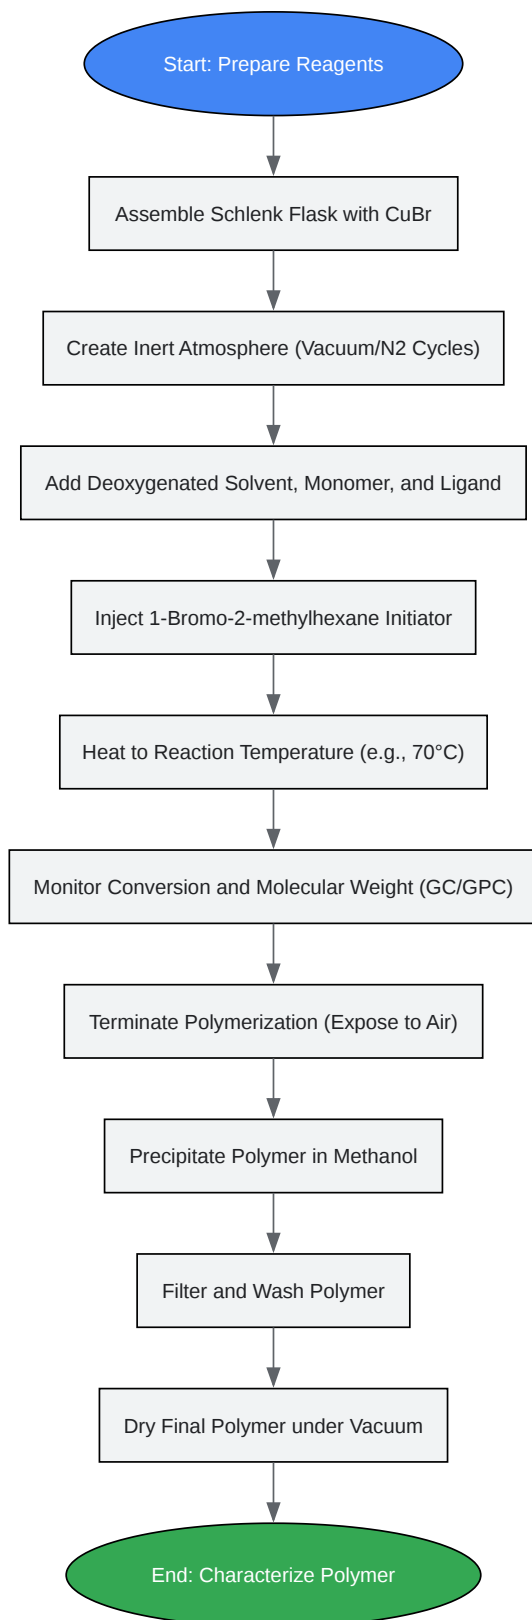 Start: Prepare Reagents
Assemble Schlenk Flask with CuBr
Create Inert Atmosphere (Vacuum/N2 Cycles)
Add Deoxygenated Solvent, Monomer, and Ligand
Inject 1-Bromo-2-methylhexane Initiator
Heat to Reaction Temperature (e.g., 70°C)
Monitor Conversion and Molecular Weight (GC/GPC)
Terminate Polymerization (Expose to Air)
Precipitate Polymer in Methanol
Filter and Wash Polymer
Dry Final Polymer under Vacuum
End: Characterize Polymer